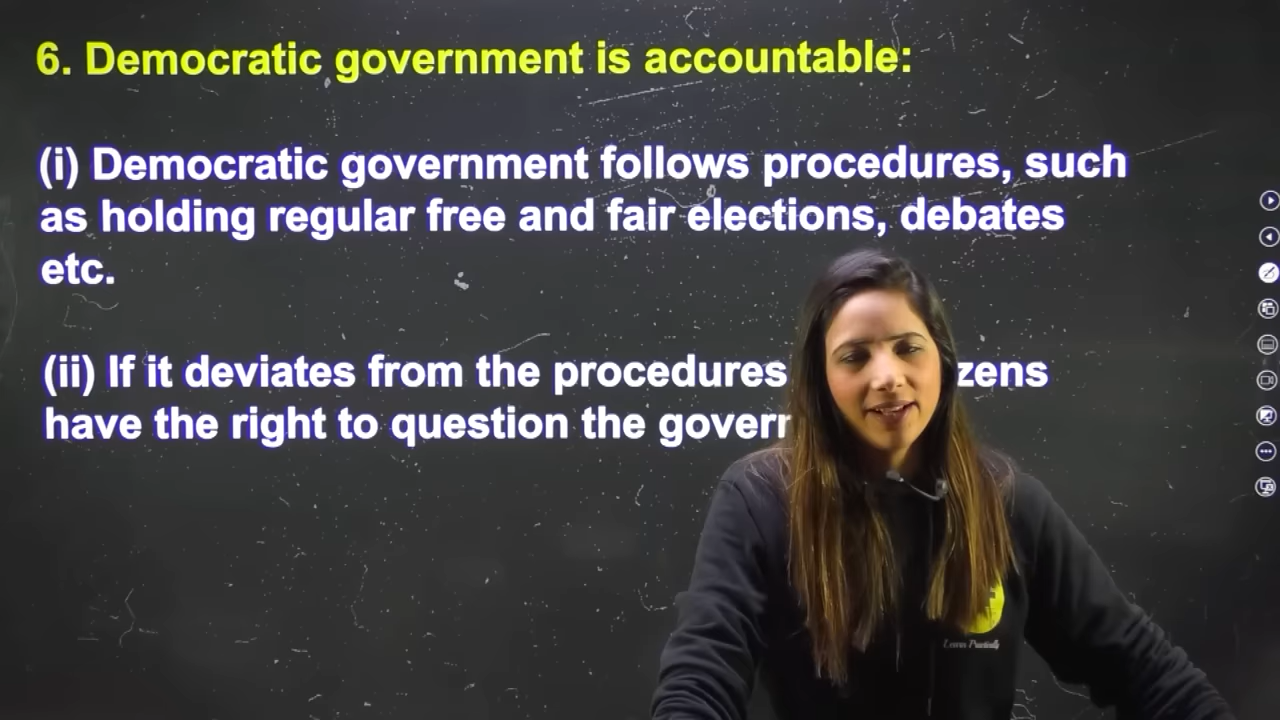 6. Democratic government is accountable:
(i) Democratic government follows procedures, such
as holding regular free and fair elections, debates
etc.
(ii) If it deviates from the procedures
have the right to question the